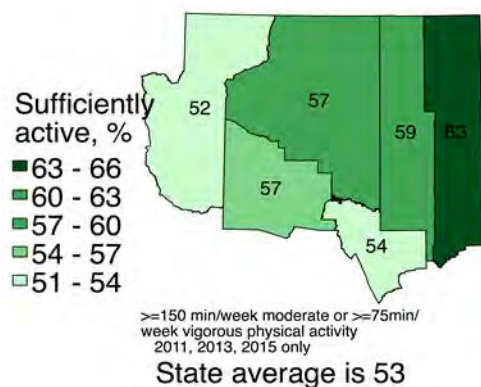 52
57
59
63
57
54
Sufficiently
active, %
63 - 66
60 - 63
57 - 60
54 - 57
51 - 54
>=150 min/week moderate or >=75min/
week vigorous physical activity
2011, 2013, 2015 only
State average is 53